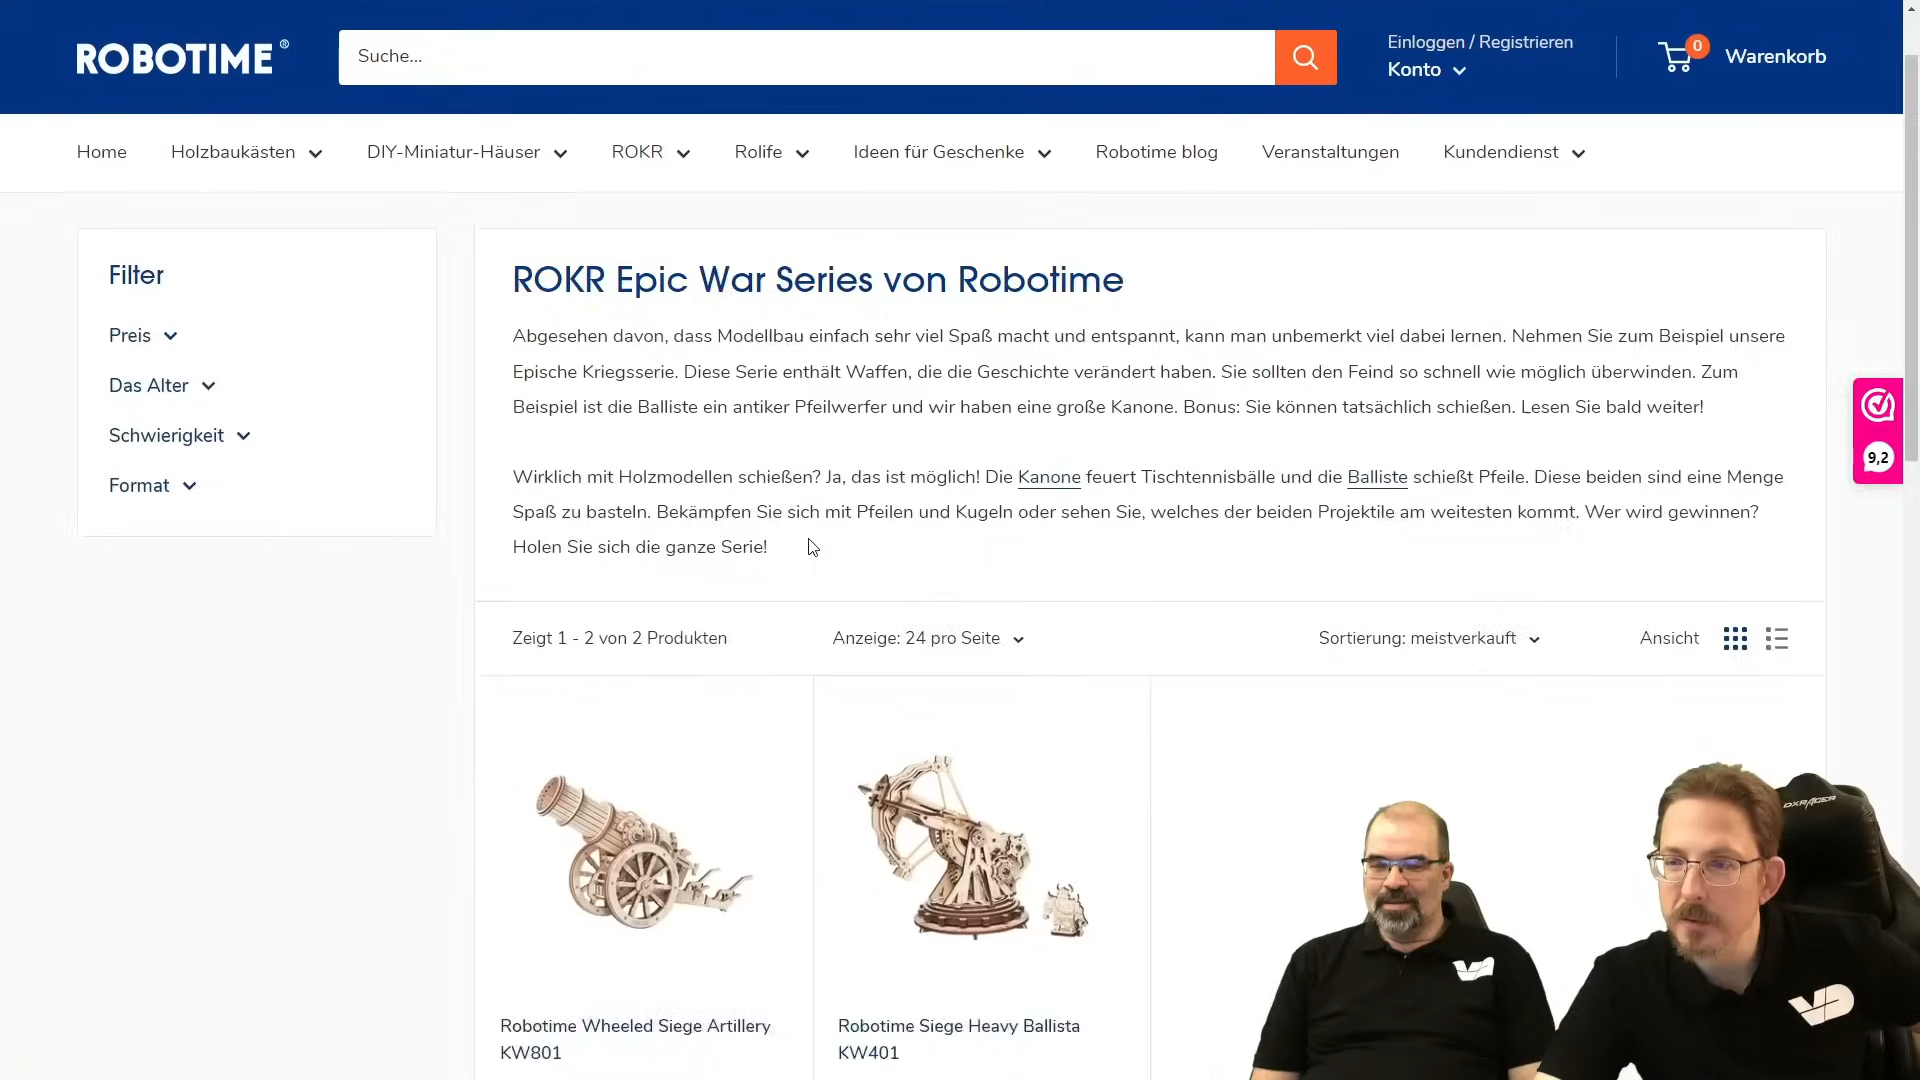 ROBOTIME ®
Suche...
Einloggen / Registrieren
Konto
0
Warenkorb
Home
Holzbaukästen
DIY-Miniatur-Häuser
ROKR
Rolife
Ideen für Geschenke
Robotime blog
Veranstaltungen
Kundendienst
Filter
Preis
Das Alter
Schwierigkeit
Format
ROKR Epic War Series von Robotime
Abgesehen davon, dass Modellbau einfach sehr viel Spaß macht und entspannt, kann man unbemerkt viel dabei lernen. Nehmen Sie zum Beispiel unsere
Epische Kriegsserie. Diese Serie enthält Waffen, die die Geschichte verändert haben. Sie sollten den Feind so schnell wie möglich überwinden. Zum
Beispiel ist die Balliste ein antiker Pfeilwerfer und wir haben eine große Kanone. Bonus: Sie können tatsächlich schießen. Lesen Sie bald weiter!
Wirklich mit Holzmodellen schießen? Ja, das ist möglich! Die Kanone feuert Tischtennisbälle und die Balliste schießt Pfeile. Diese beiden sind eine Menge
Spaß zu basteln. Bekämpfen Sie sich mit Pfeilen und Kugeln oder sehen Sie, welches der beiden Projektile am weitesten kommt. Wer wird gewinnen?
Holen Sie sich die ganze Serie!
9,2
Zeigt 1 - 2 von 2 Produkten
Anzeige: 24 pro Seite
Sortierung: meistverkauft
Ansicht
DXRACER
Robotime Wheeled Siege Artillery
KW801
Robotime Siege Heavy Ballista
KW401